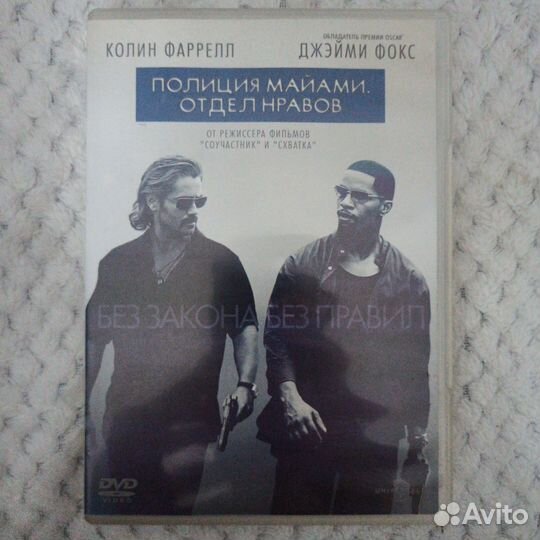 ОБЛАДАТЕЛЬ ПРЕМИИ OSCAR
КОЛИН ФАРРЕЛЛ ДЖЭЙМИ ФОКС
ПОЛИЦИЯ МАЙАМИ.
ОТДЕЛ НРАВОВ
ОТ РЕЖИССЕРА ФИЛЬМОВ
"СОУЧАСТНИК" И "СХВАТКА"
БЕЗ ЗАКОНА БЕЗ ПРАВИЛ
DVD
VIDEO
Avito